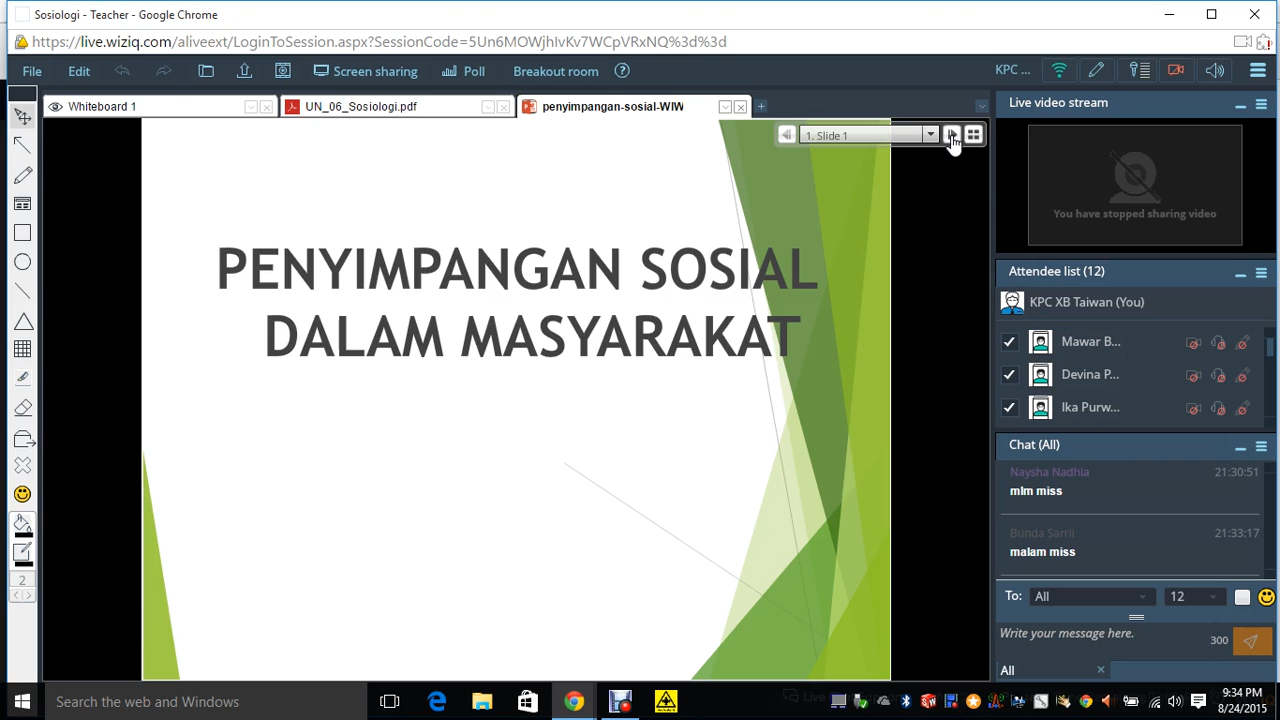 Sosiologi - Teacher - Google Chrome
https://live.wiziq.com/aliveext/LoginToSession.aspx?SessionCode=5Un6MOWjhIvKv7WCpVRxNQ%3d%3d
File Edit Screen sharing Poll Breakout room KPC ...
Whiteboard 1 UN_06_Sosiologi.pdf penyimpangan-sosial-WIW
1. Slide 1
PENYIMPANGAN SOSIAL
DALAM MASYARAKAT
2
Live video stream
You have stopped sharing video
Attendee list (12)
KPC XB Taiwan (You)
Mawar B...
Devina P...
Ika Purw...
Chat (All)
Naysha Nadhia 21:30:51
mlm miss
Bunda Sarrii 21:33:17
malam miss
To: All 12
Write your message here. 300
All
Search the web and Windows
9:34 PM
8/24/2015